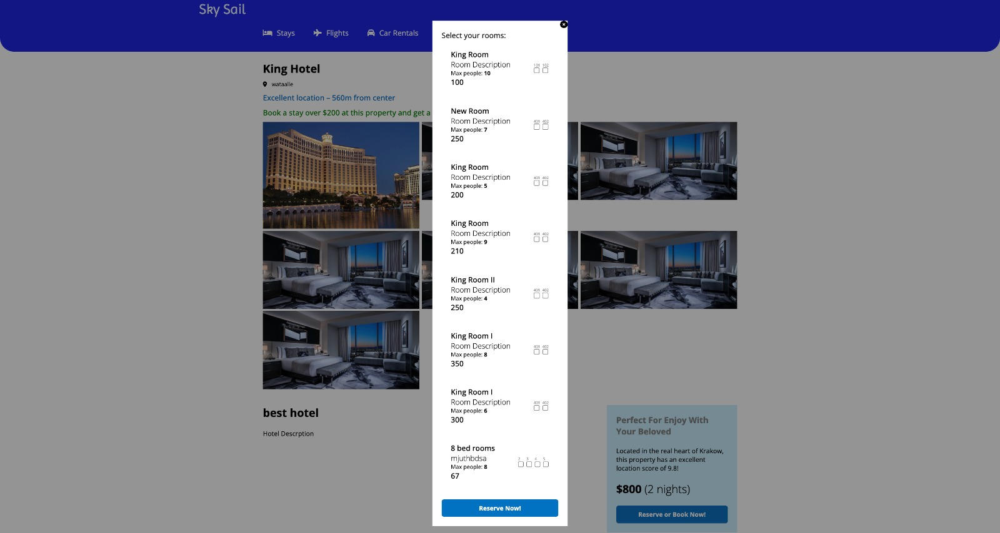 Sky Sail
Stays
Flights
Car Rentals
King Hotel
wataalle
Excellent location – 560m from center
Book a stay over $200 at this property and get a
Select your rooms:
King Room
Room Description
Max people: 10
100
101 102
New Room
Room Description
Max people: 7
250
401 402
King Room
Room Description
Max people: 5
200
401 402
King Room
Room Description
Max people: 9
210
401 402
King Room II
Room Description
Max people: 4
250
401 402
King Room I
Room Description
Max people: 8
350
401 402
King Room I
Room Description
Max people: 6
300
401 402
8 bed rooms
mjuthbdsa
Max people: 8
67
2 3 4 5
Reserve Now!
best hotel
Hotel Descrption
Perfect For Enjoy With
Your Beloved
Located in the real heart of Krakow,
this property has an excellent
location score of 9.8!
$800 (2 nights)
Reserve or Book Now!